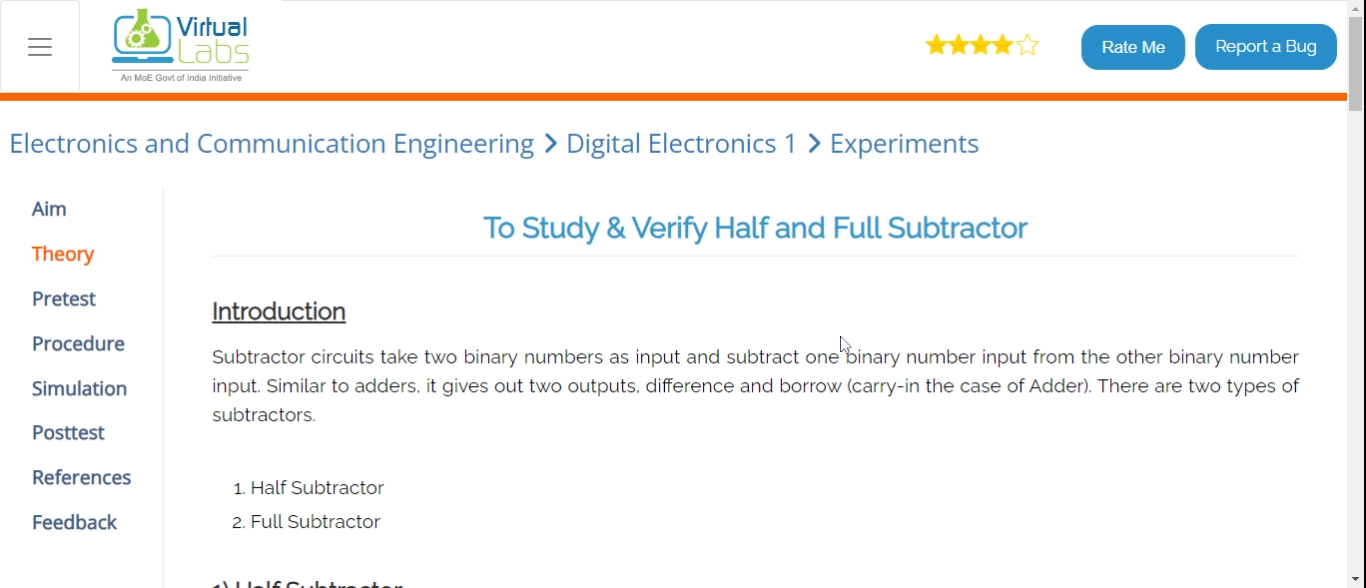 Virtual
Labs
An MoE Govt of India Initiative
Rate Me
Report a Bug
Electronics and Communication Engineering > Digital Electronics 1 > Experiments
Aim
Theory
Pretest
Procedure
Simulation
Posttest
References
Feedback
To Study & Verify Half and Full Subtractor
Introduction
Subtractor circuits take two binary numbers as input and subtract one binary number input from the other binary number
input. Similar to adders, it gives out two outputs, difference and borrow (carry-in the case of Adder). There are two types of
subtractors.
1. Half Subtractor
2. Full Subtractor
1) Half Subtractor